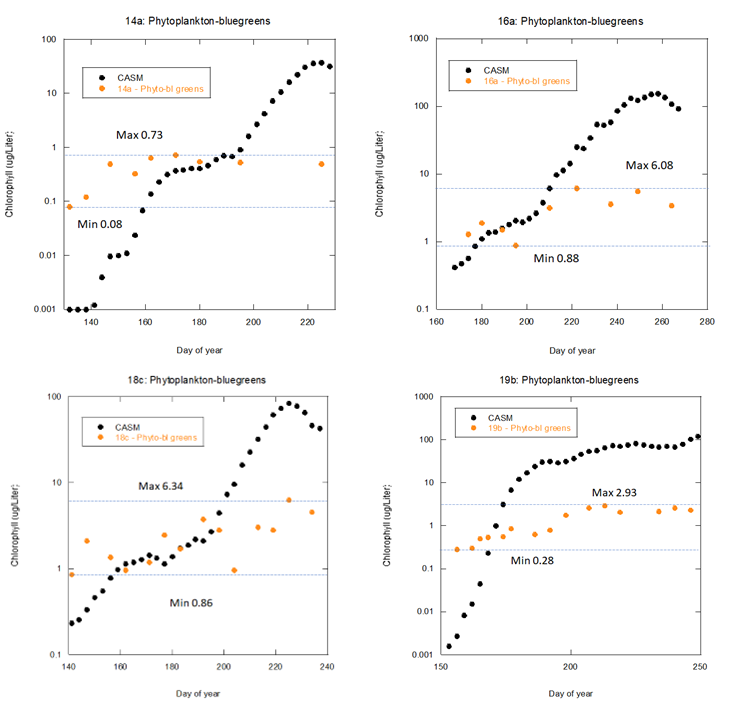 14a: Phytoplankton-bluegreens
100
10
1
0.1
0.01
0.001
Chlorophyll (ug/Liter;
CASM
14a - Phyto-bl greens
Max 0.73
Min 0.08
140
160
180
200
220
Day of year
16a: Phytoplankton-bluegreens
1000
100
10
1
0.1
Chlorophyll (ug/Liter;
CASM
16a - Phyto-bl greens
Max 6.08
Min 0.88
160
180
200
220
240
260
280
Day of year
18c: Phytoplankton-bluegreens
100
10
1
0.1
Chlorophyll (ug/Liter;
CASM
18c - Phyto-bl greens
Max 6.34
Min 0.86
140
160
180
200
220
240
Day of year
19b: Phytoplankton-bluegreens
1000
100
10
1
0.1
0.01
0.001
Chlorophyll (ug/Liter;
CASM
19b - Phyto-bl greens
Max 2.93
Min 0.28
150
200
250
Day of year